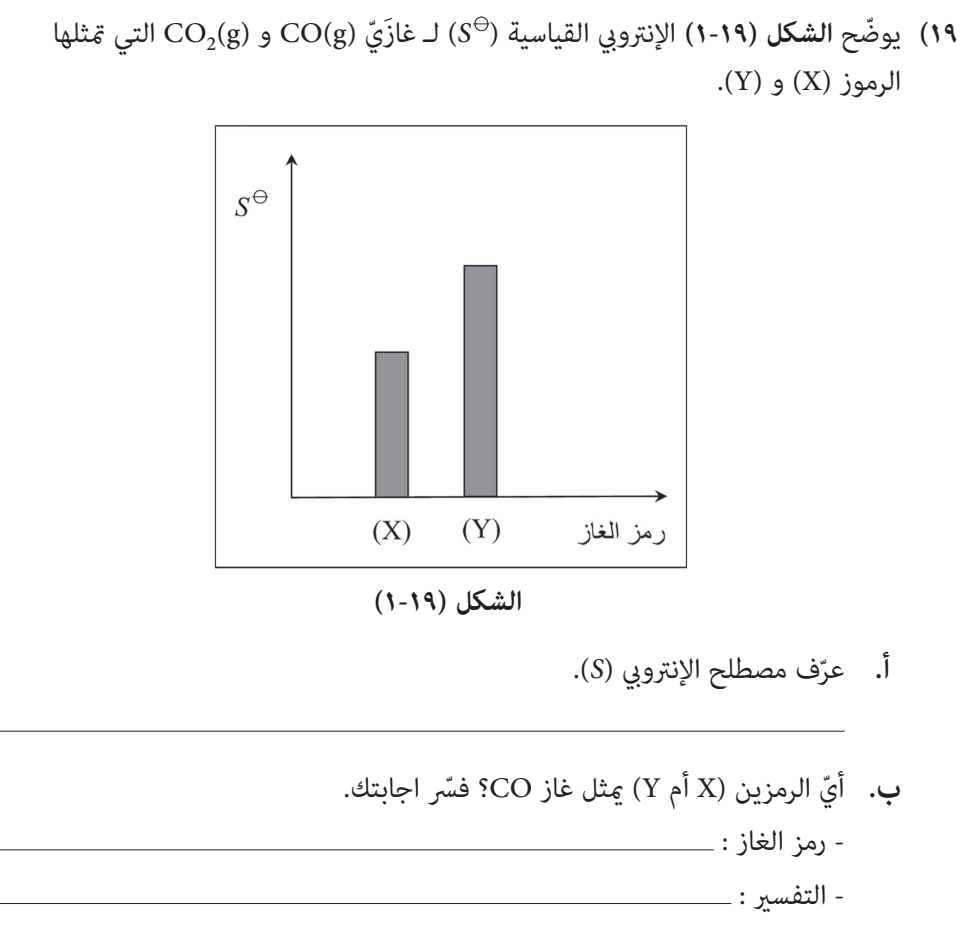 ١٩) يوضّح الشكل (١٩-١) الإنتروبي القياسية (S⊖) لـ غازَيّ CO(g) و CO₂(g) التي تمثلها
الرموز (X) و (Y).
S⊖
(X) (Y) رمز الغاز
الشكل (١٩-١)
أ. عرّف مصطلح الإنتروبي (S).
ب. أيّ الرمزين (X أم Y) يمثل غاز CO؟ فسّر اجابتك.
- رمز الغاز :
- التفسير :